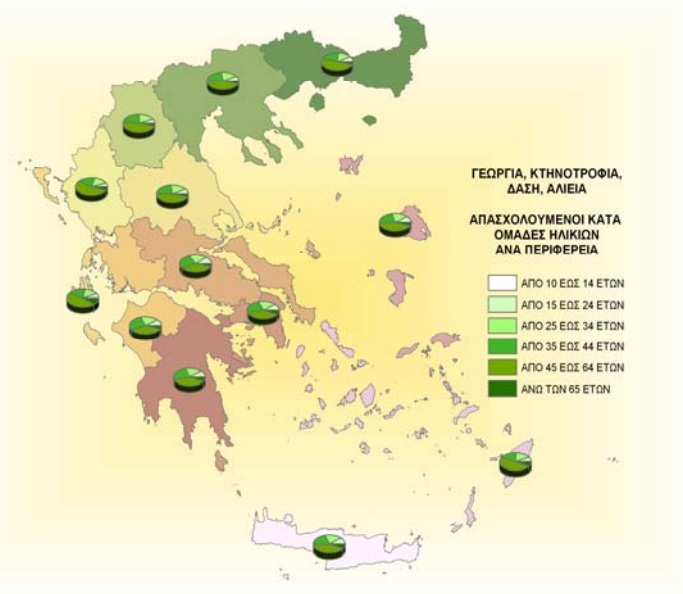 ΓΕΩΡΓΙΑ, ΚΤΗΝΟΤΡΟΦΙΑ,
ΔΑΣΗ, ΑΛΙΕΙΑ
ΑΠΑΣΧΟΛΟΥΜΕΝΟΙ ΚΑΤΑ
ΟΜΑΔΕΣ ΗΛΙΚΙΩΝ
ΑΝΑ ΠΕΡΙΦΕΡΕΙΑ
ΑΠΟ 10 ΕΩΣ 14 ΕΤΩΝ
ΑΠΟ 15 ΕΩΣ 24 ΕΤΩΝ
ΑΠΟ 25 ΕΩΣ 34 ΕΤΩΝ
ΑΠΟ 35 ΕΩΣ 44 ΕΤΩΝ
ΑΠΟ 45 ΕΩΣ 64 ΕΤΩΝ
ΑΝΩ ΤΩΝ 65 ΕΤΩΝ